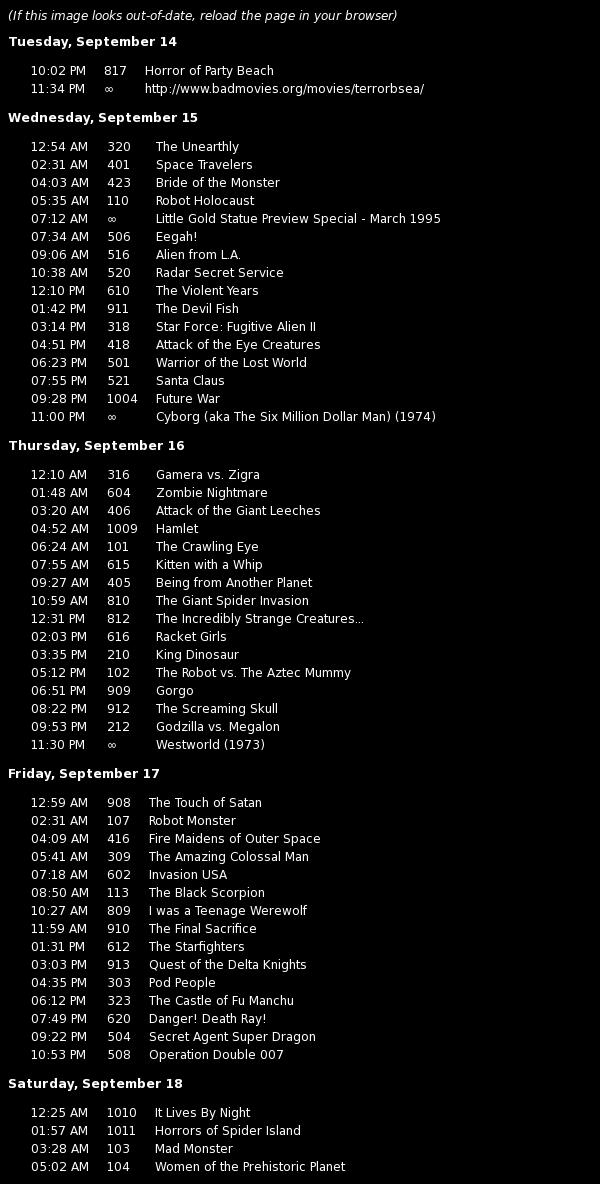 (If this image looks out-of-date, reload the page in your browser)
Tuesday, September 14
10:02 PM 817 Horror of Party Beach
11:34 PM ∞ http://www.badmovies.org/movies/terrorbsea/
Wednesday, September 15
12:54 AM 320 The Unearthly
02:31 AM 401 Space Travelers
04:03 AM 423 Bride of the Monster
05:35 AM 110 Robot Holocaust
07:12 AM ∞ Little Gold Statue Preview Special - March 1995
07:34 AM 506 Eegah!
09:06 AM 516 Alien from L.A.
10:38 AM 520 Radar Secret Service
12:10 PM 610 The Violent Years
01:42 PM 911 The Devil Fish
03:14 PM 318 Star Force: Fugitive Alien II
04:51 PM 418 Attack of the Eye Creatures
06:23 PM 501 Warrior of the Lost World
07:55 PM 521 Santa Claus
09:28 PM 1004 Future War
11:00 PM ∞ Cyborg (aka The Six Million Dollar Man) (1974)
Thursday, September 16
12:10 AM 316 Gamera vs. Zigra
01:48 AM 604 Zombie Nightmare
03:20 AM 406 Attack of the Giant Leeches
04:52 AM 1009 Hamlet
06:24 AM 101 The Crawling Eye
07:55 AM 615 Kitten with a Whip
09:27 AM 405 Being from Another Planet
10:59 AM 810 The Giant Spider Invasion
12:31 PM 812 The Incredibly Strange Creatures...
02:03 PM 616 Racket Girls
03:35 PM 210 King Dinosaur
05:12 PM 102 The Robot vs. The Aztec Mummy
06:51 PM 909 Gorgo
08:22 PM 912 The Screaming Skull
09:53 PM 212 Godzilla vs. Megalon
11:30 PM ∞ Westworld (1973)
Friday, September 17
12:59 AM 908 The Touch of Satan
02:31 AM 107 Robot Monster
04:09 AM 416 Fire Maidens of Outer Space
05:41 AM 309 The Amazing Colossal Man
07:18 AM 602 Invasion USA
08:50 AM 113 The Black Scorpion
10:27 AM 809 I was a Teenage Werewolf
11:59 AM 910 The Final Sacrifice
01:31 PM 612 The Starfighters
03:03 PM 913 Quest of the Delta Knights
04:35 PM 303 Pod People
06:12 PM 323 The Castle of Fu Manchu
07:49 PM 620 Danger! Death Ray!
09:22 PM 504 Secret Agent Super Dragon
10:53 PM 508 Operation Double 007
Saturday, September 18
12:25 AM 1010 It Lives By Night
01:57 AM 1011 Horrors of Spider Island
03:28 AM 103 Mad Monster
05:02 AM 104 Women of the Prehistoric Planet